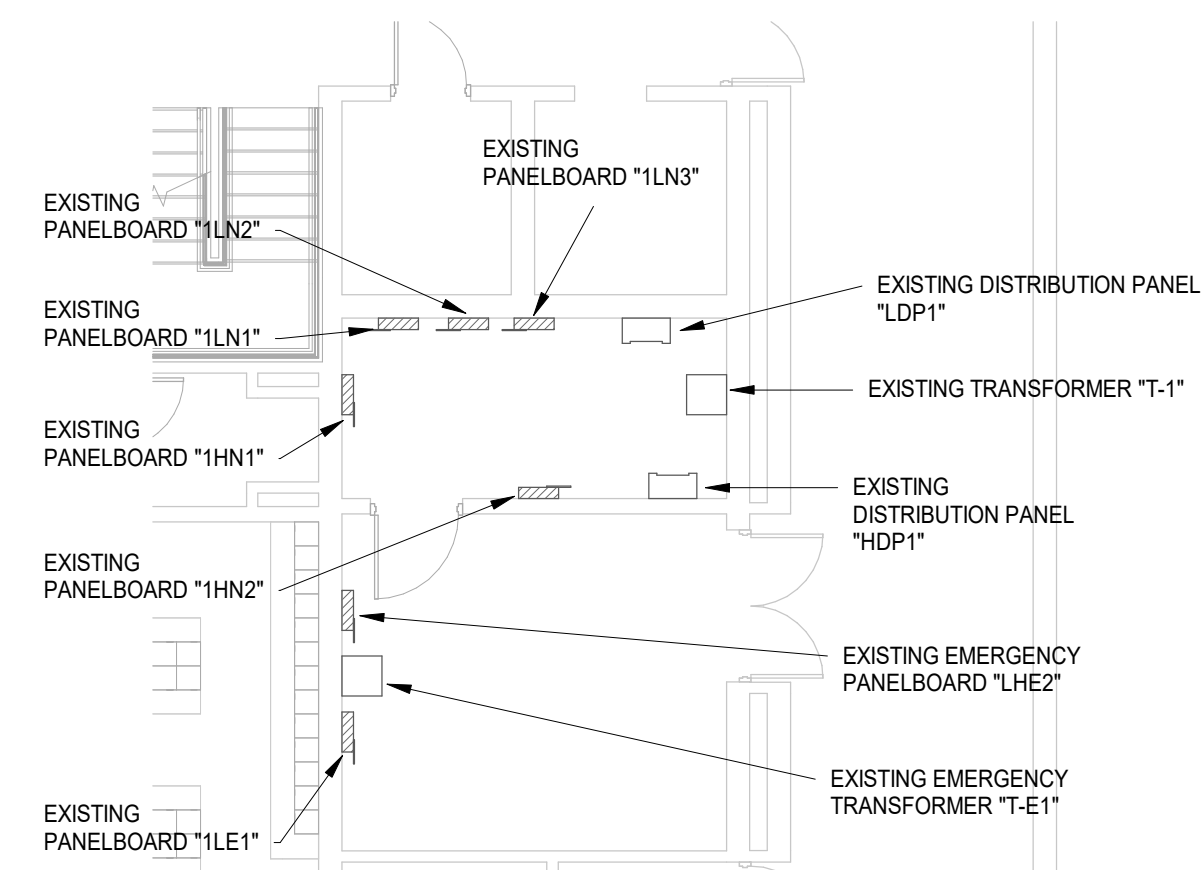 EXISTING
PANELBOARD "1LN3"
EXISTING
PANELBOARD "1LN2"
EXISTING DISTRIBUTION PANEL
"LDP1"
EXISTING
PANELBOARD "1LN1"
EXISTING TRANSFORMER "T-1"
EXISTING
PANELBOARD "1HN1"
EXISTING
DISTRIBUTION PANEL
"HDP1"
EXISTING
PANELBOARD "1HN2"
EXISTING EMERGENCY
PANELBOARD "LHE2"
EXISTING EMERGENCY
TRANSFORMER "T-E1"
EXISTING
PANELBOARD "1LE1"